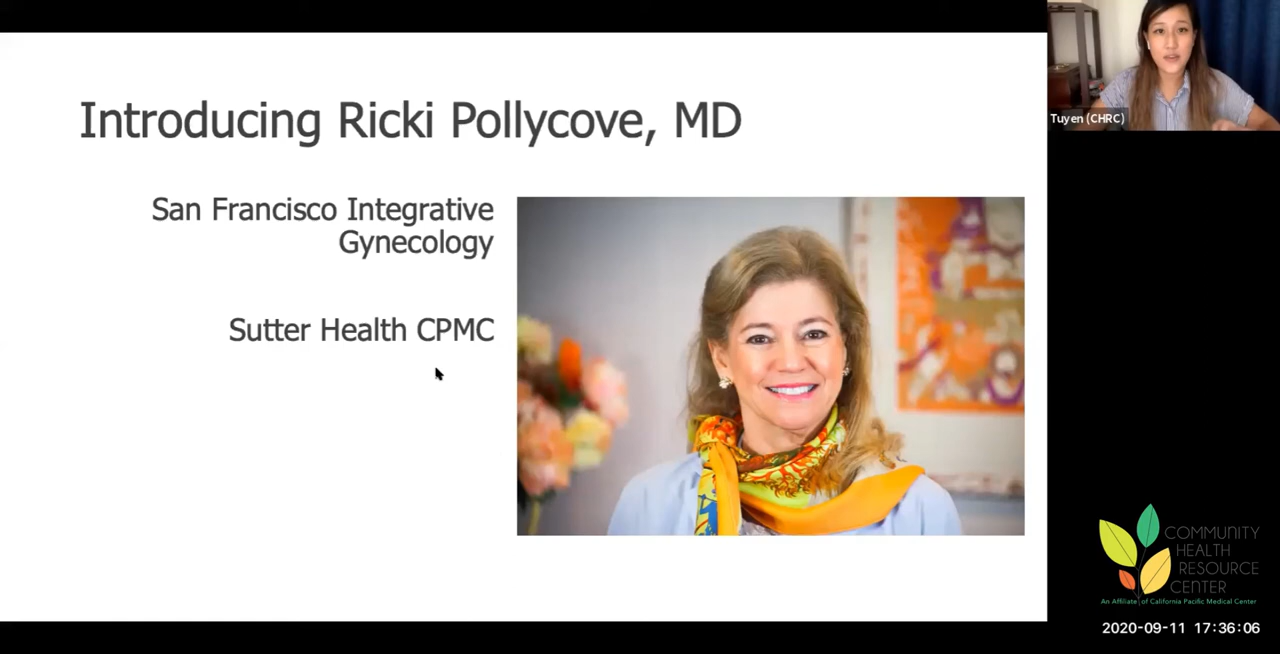 Introducing Ricki Pollycove, MD
San Francisco Integrative
Gynecology
Sutter Health CPMC
Tuyen (CHRC)
COMMUNITY
HEALTH
RESOURCE
CENTER
An Affiliate of California Pacific Medical Center
2020-09-11 17:36:06